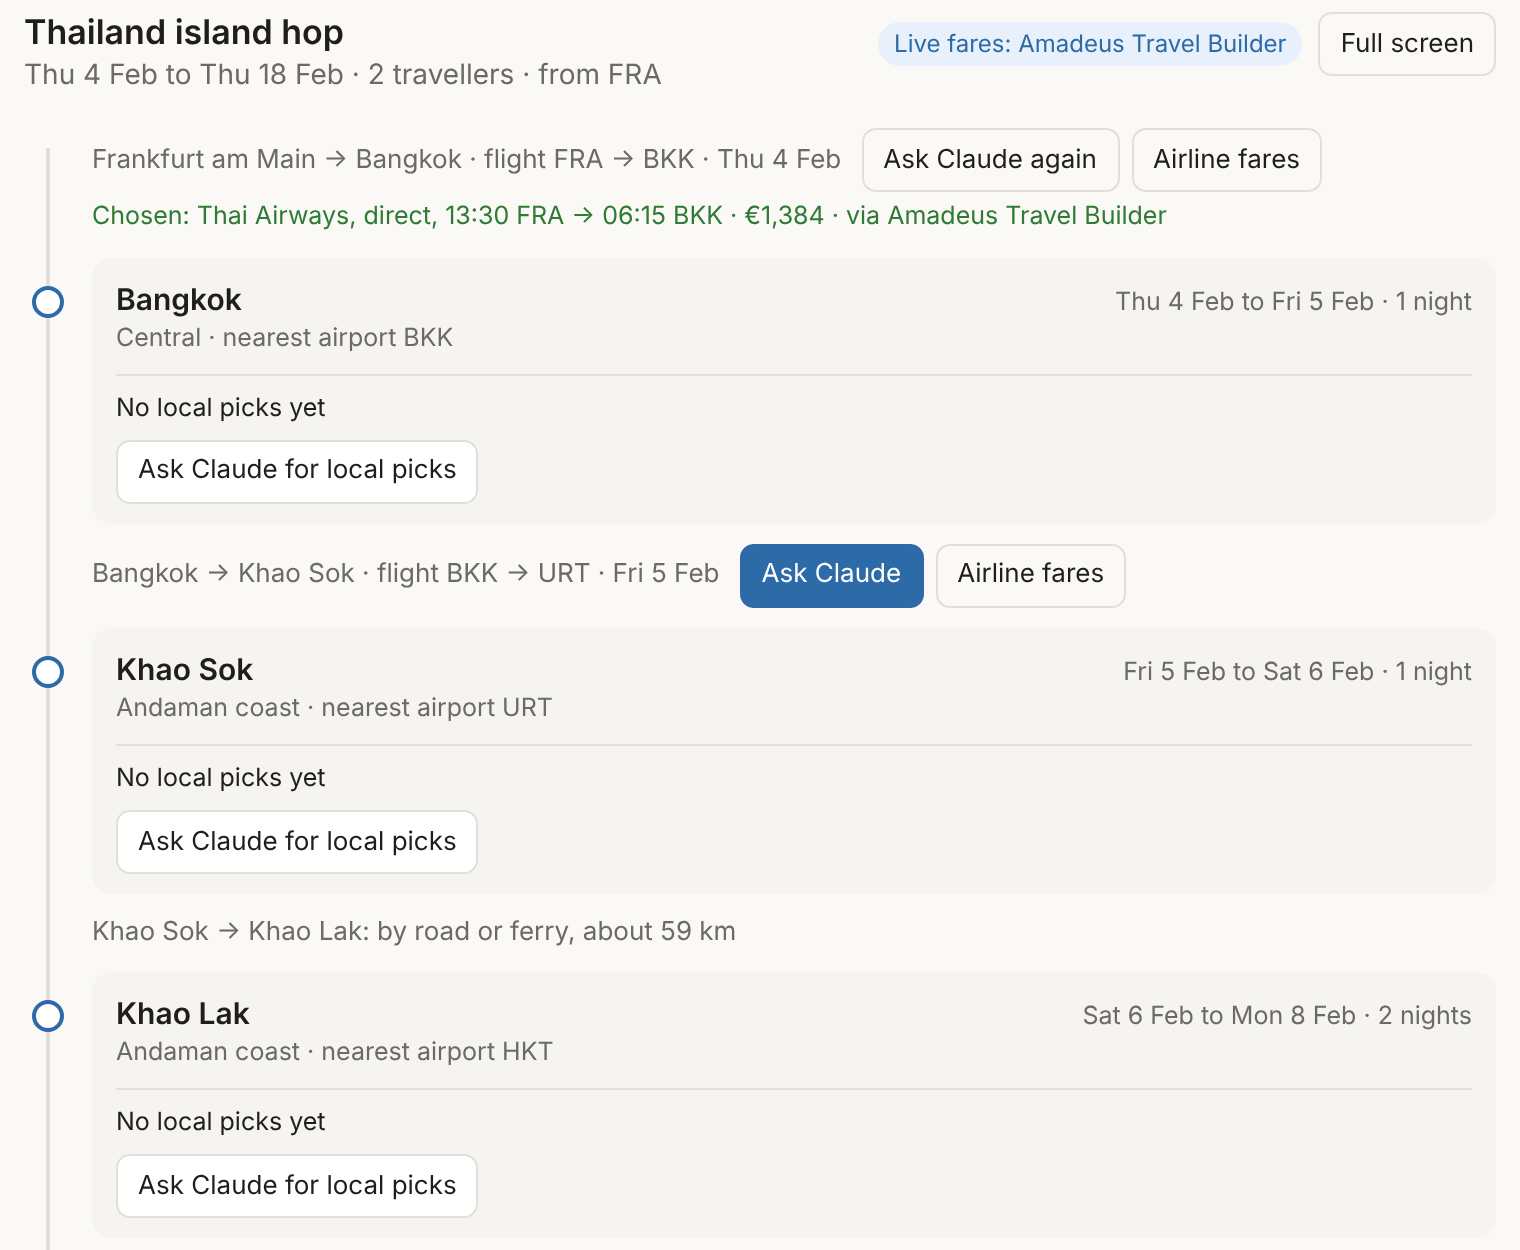 Thailand island hop
Thu 4 Feb to Thu 18 Feb · 2 travellers · from FRA
Live fares: Amadeus Travel Builder
Full screen
Frankfurt am Main → Bangkok · flight FRA → BKK · Thu 4 Feb
Ask Claude again
Airline fares
Chosen: Thai Airways, direct, 13:30 FRA → 06:15 BKK · €1,384 · via Amadeus Travel Builder
Bangkok
Thu 4 Feb to Fri 5 Feb · 1 night
Central · nearest airport BKK
No local picks yet
Ask Claude for local picks
Bangkok → Khao Sok · flight BKK → URT · Fri 5 Feb
Ask Claude
Airline fares
Khao Sok
Fri 5 Feb to Sat 6 Feb · 1 night
Andaman coast · nearest airport URT
No local picks yet
Ask Claude for local picks
Khao Sok → Khao Lak: by road or ferry, about 59 km
Khao Lak
Sat 6 Feb to Mon 8 Feb · 2 nights
Andaman coast · nearest airport HKT
No local picks yet
Ask Claude for local picks